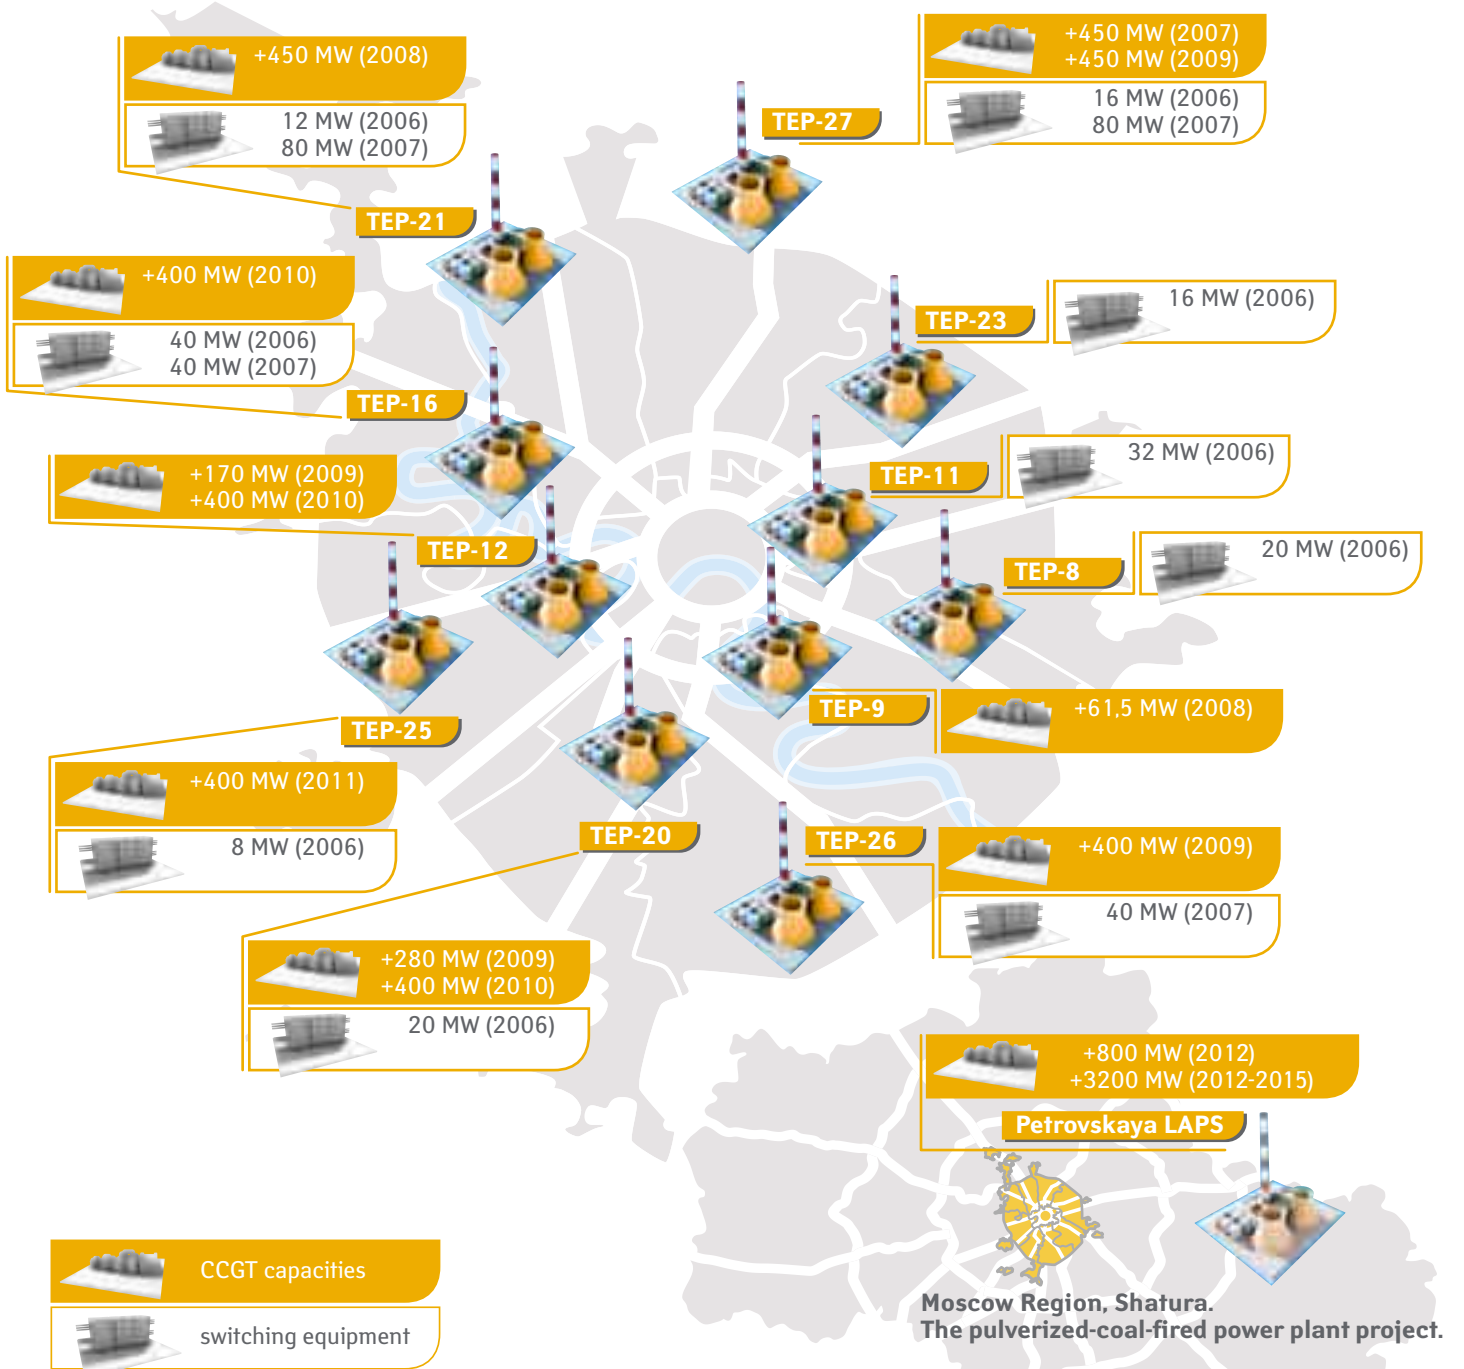 +450 MW (2008)
12 MW (2006)
80 MW (2007)
TEP-21
+450 MW (2007)
+450 MW (2009)
16 MW (2006)
80 MW (2007)
TEP-27
+400 MW (2010)
40 MW (2006)
40 MW (2007)
TEP-16
16 MW (2006)
TEP-23
+170 MW (2009)
+400 MW (2010)
TEP-12
32 MW (2006)
TEP-11
20 MW (2006)
TEP-8
TEP-25
+400 MW (2011)
8 MW (2006)
TEP-9
+61,5 MW (2008)
TEP-20
+280 MW (2009)
+400 MW (2010)
20 MW (2006)
TEP-26
+400 MW (2009)
40 MW (2007)
+800 MW (2012)
+3200 MW (2012-2015)
Petrovskaya LAPS
Moscow Region, Shatura.
The pulverized-coal-fired power plant project.
CCGT capacities
switching equipment